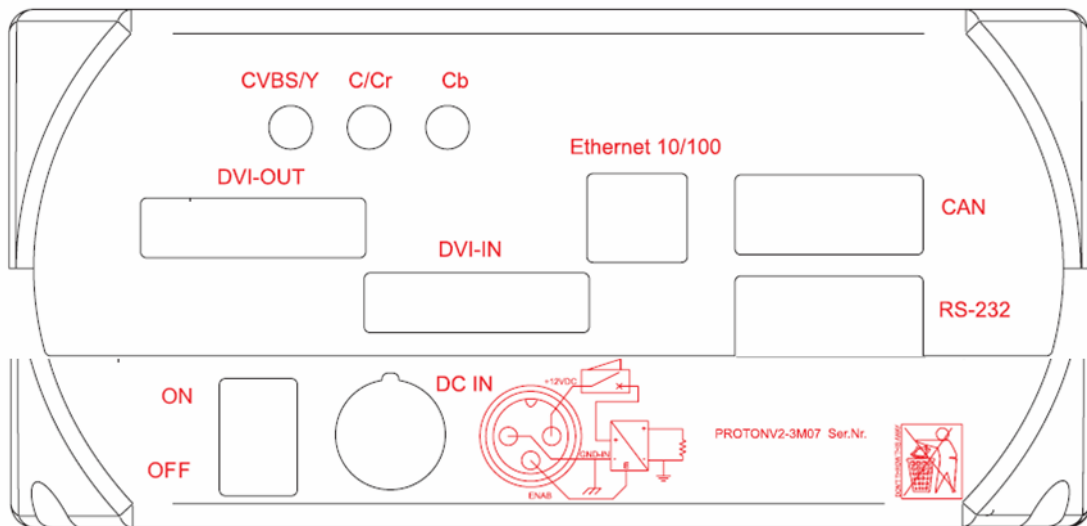 CVBS/Y C/Cr Cb
Ethernet 10/100
DVI-OUT
CAN
DVI-IN
RS-232
ON
DC IN
+12VDC
PROTONV2-3M07 Ser.Nr.
GND-IN
OFF
ENAB